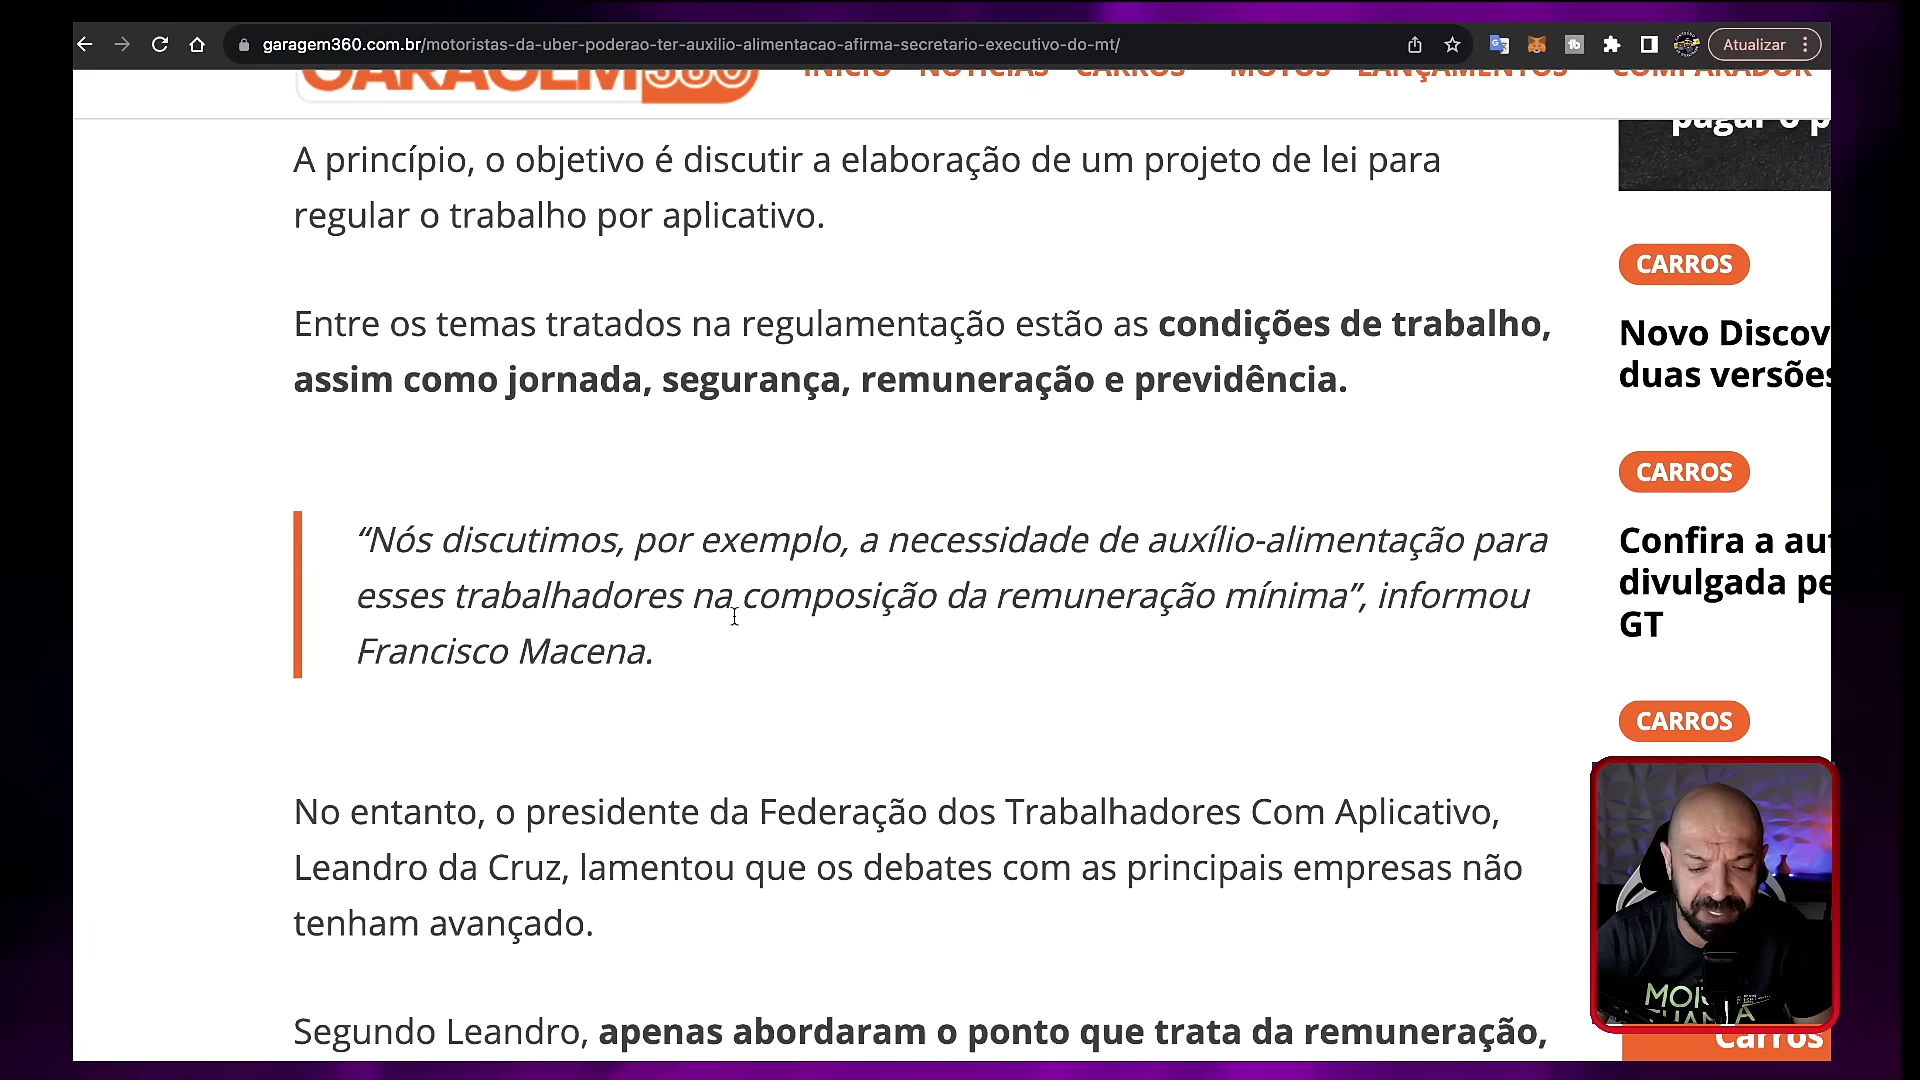 garagem360.com.br/motoristas-da-uber-poderao-ter-auxilio-alimentacao-afirma-secretario-executivo-do-mt/
Atualizar
GARAGEM360
INÍCIO NOTÍCIAS CARROS MOTOS LANÇAMENTOS COMPARADOR
A princípio, o objetivo é discutir a elaboração de um projeto de lei para
regular o trabalho por aplicativo.
Entre os temas tratados na regulamentação estão as condições de trabalho,
assim como jornada, segurança, remuneração e previdência.
“Nós discutimos, por exemplo, a necessidade de auxílio-alimentação para
esses trabalhadores na composição da remuneração mínima”, informou
Francisco Macena.
No entanto, o presidente da Federação dos Trabalhadores Com Aplicativo,
Leandro da Cruz, lamentou que os debates com as principais empresas não
tenham avançado.
Segundo Leandro, apenas abordaram o ponto que trata da remuneração,
pagar o p
CARROS
Novo Discov
duas versões
CARROS
Confira a au
divulgada pe
GT
CARROS
Carros